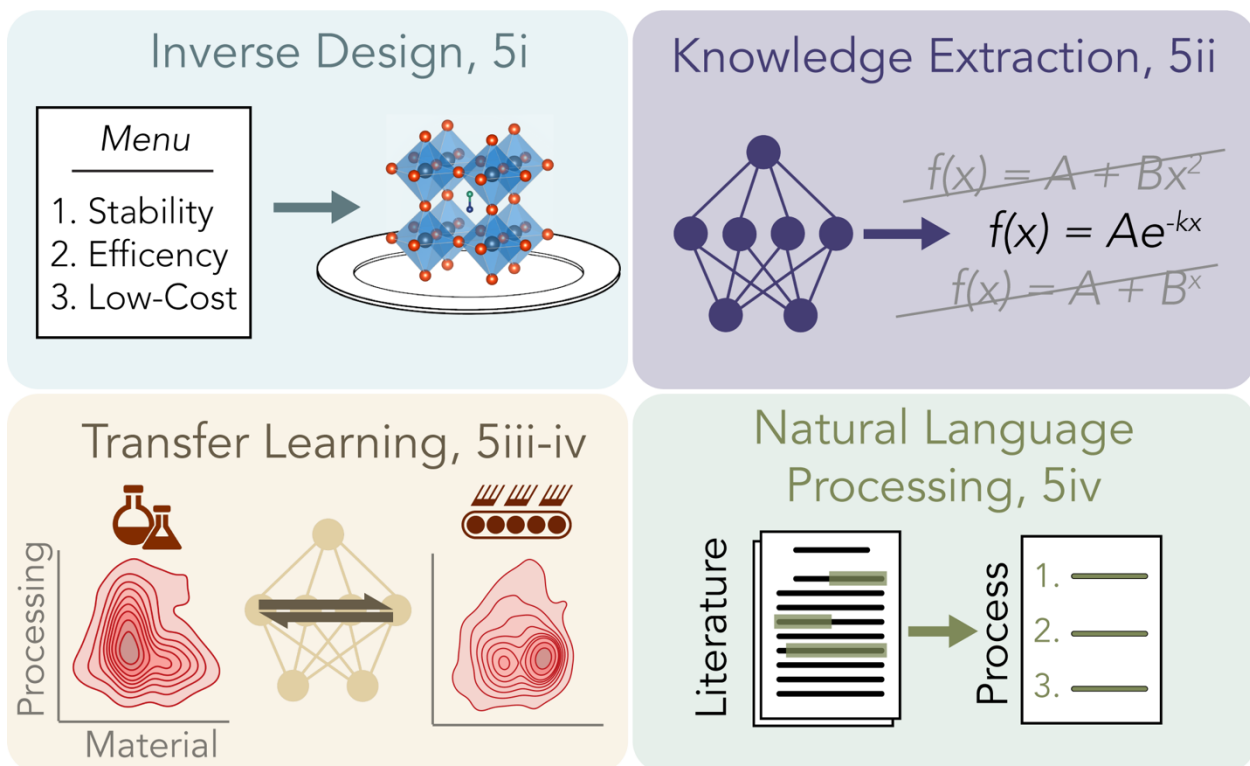 Inverse Design, 5i
Menu
1. Stability
2. Efficency
3. Low-Cost
Knowledge Extraction, 5ii
f(x) = A + Bx²
f(x) = Ae⁻ᵏˣ
f(x) = A + Bˣ
Transfer Learning, 5iii-iv
Processing
Material
Natural Language
Processing, 5iv
Literature
Process
1.
2.
3.